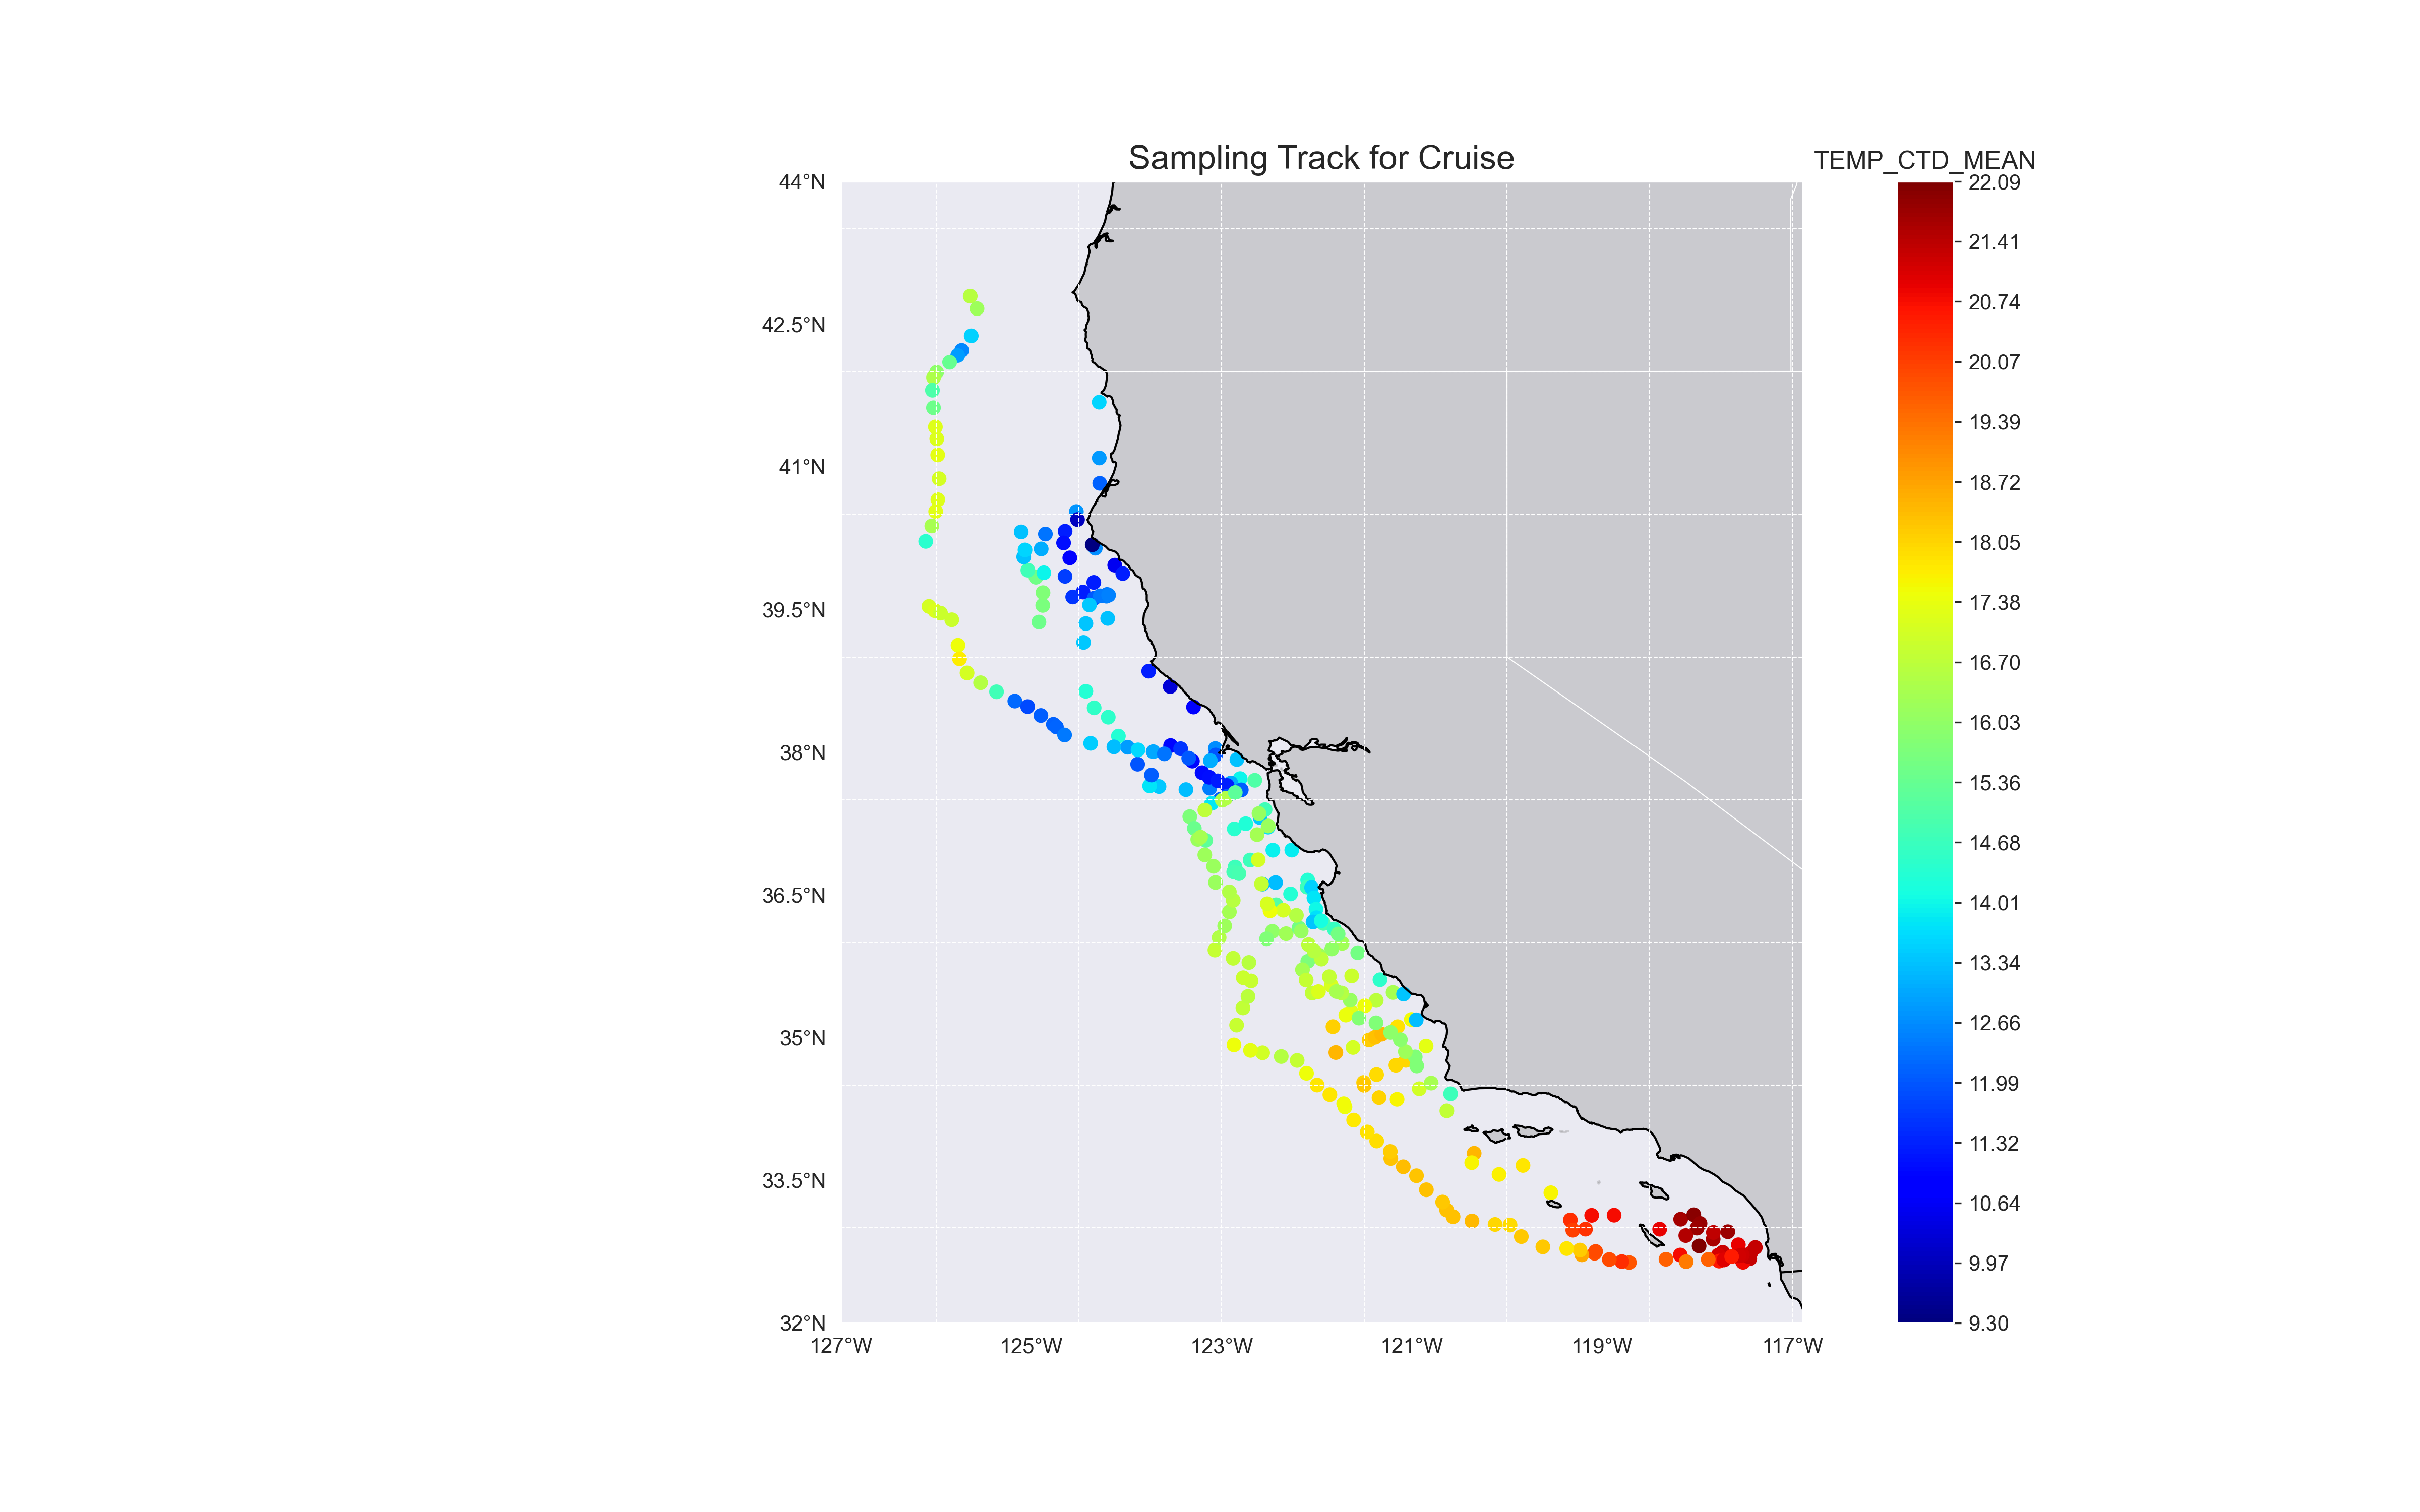 Sampling Track for Cruise
TEMP_CTD_MEAN
44°N
42.5°N
41°N
39.5°N
38°N
36.5°N
35°N
33.5°N
32°N
127°W
125°W
123°W
121°W
119°W
117°W
22.09
21.41
20.74
20.07
19.39
18.72
18.05
17.38
16.70
16.03
15.36
14.68
14.01
13.34
12.66
11.99
11.32
10.64
9.97
9.30